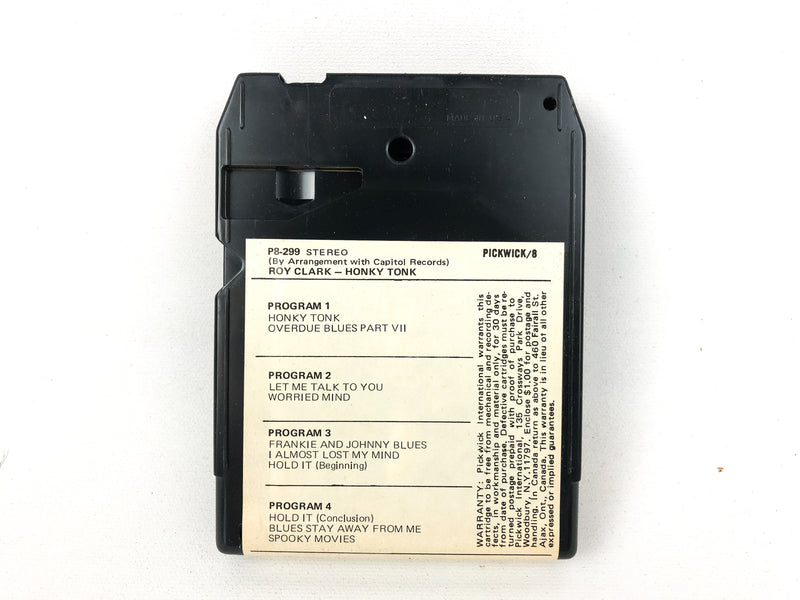 MADE IN U.S.A.
P8-299 STEREO
PICKWICK/8
(By Arrangement with Capitol Records)
ROY CLARK – HONKY TONK
PROGRAM 1
HONKY TONK
OVERDUE BLUES PART VII
PROGRAM 2
LET ME TALK TO YOU
WORRIED MIND
PROGRAM 3
FRANKIE AND JOHNNY BLUES
I ALMOST LOST MY MIND
HOLD IT (Beginning)
PROGRAM 4
HOLD IT (Conclusion)
BLUES STAY AWAY FROM ME
SPOOKY MOVIES
WARRANTY: Pickwick International warrants this
cartridge to be free from mechanical and recording de-
fects, in workmanship and material only, for 30 days
from date of purchase. Defective cartridges must be re-
turned postage prepaid with proof of purchase to
Pickwick International, 135 Crossways Park Drive,
Woodbury, N.Y. 11797. Enclose $1.00 for postage and
handling. In Canada return as above to 460 Fairall St.
Ajax Ont., Canada. This warranty is in lieu of all other
expressed or implied guarantees.